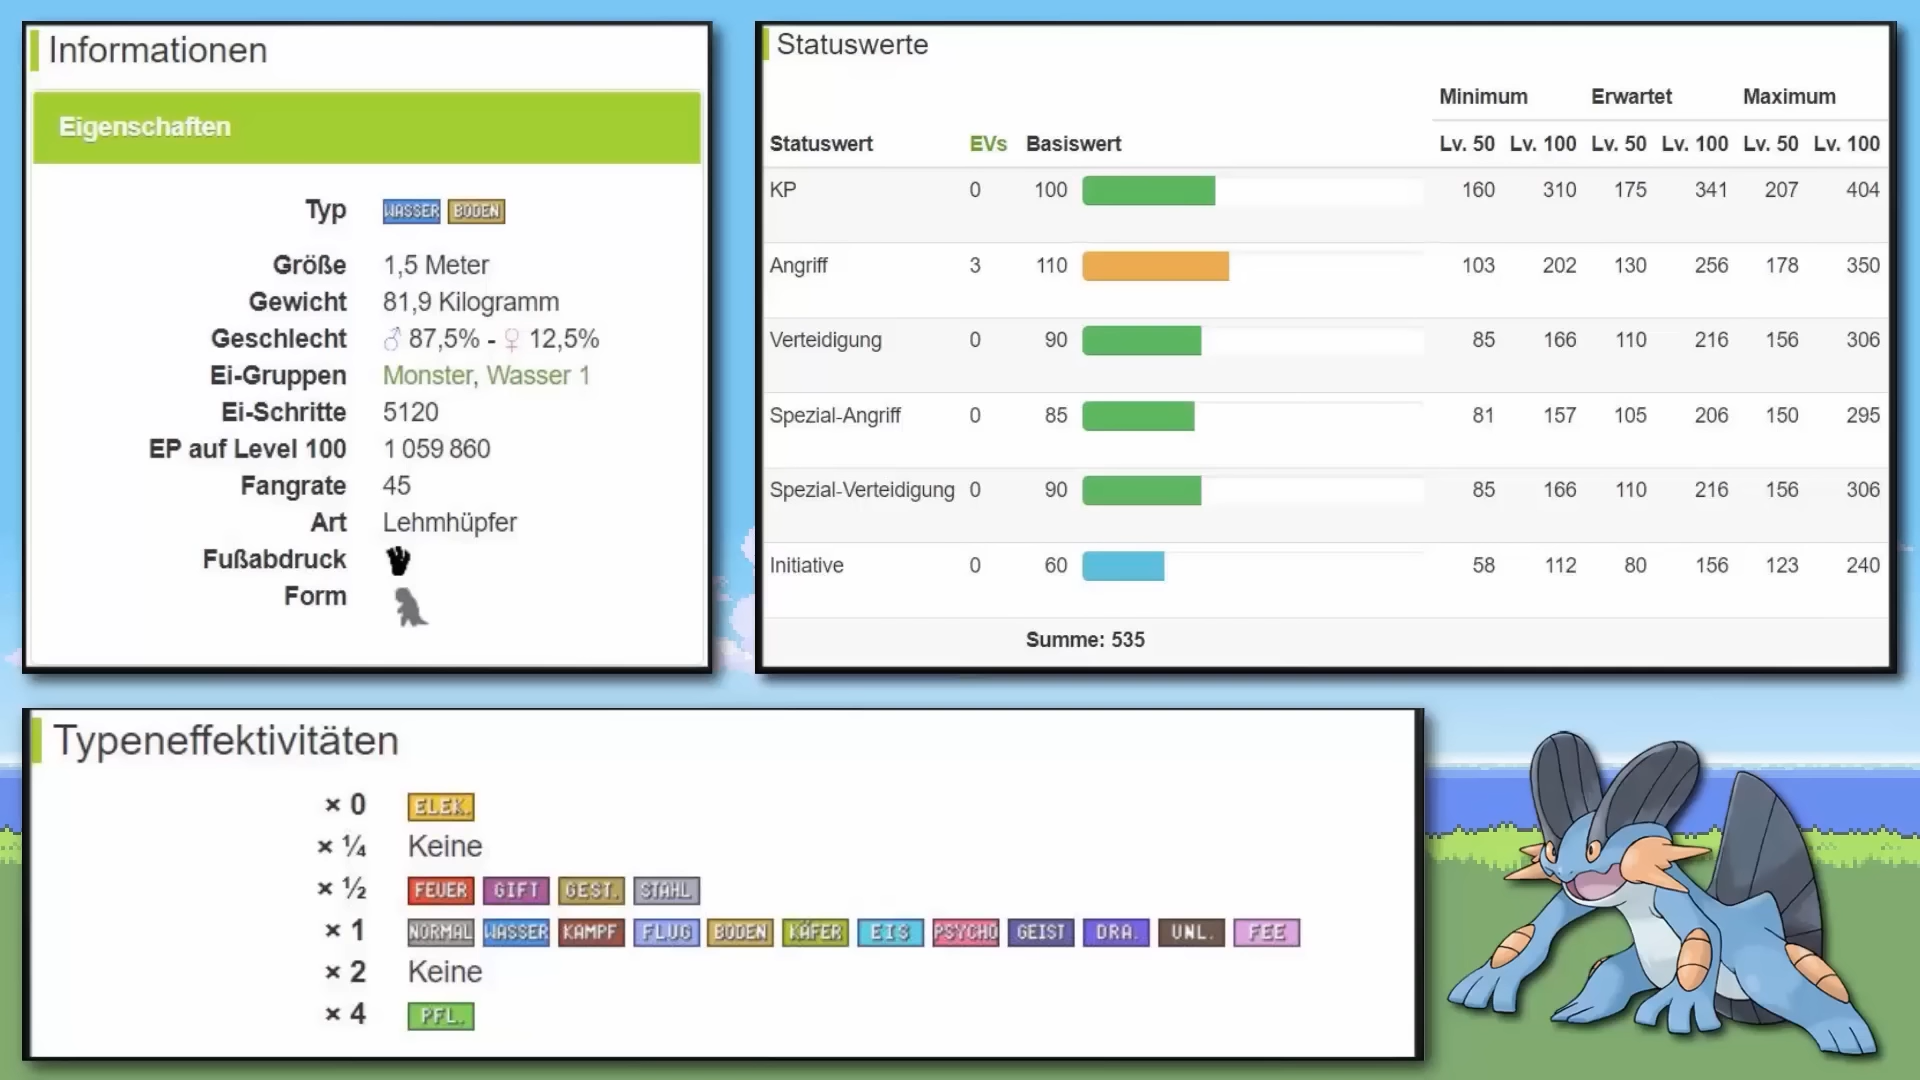 Informationen
Eigenschaften
Typ WASSER BODEN
Größe 1,5 Meter
Gewicht 81,9 Kilogramm
Geschlecht ♂ 87,5% - ♀ 12,5%
Ei-Gruppen Monster, Wasser 1
Ei-Schritte 5120
EP auf Level 100 1 059 860
Fangrate 45
Art Lehmhüpfer
Fußabdruck
Form
Statuswerte
Minimum Erwartet Maximum
Statuswert EVs Basiswert Lv. 50 Lv. 100 Lv. 50 Lv. 100 Lv. 50 Lv. 100
KP 0 100 160 310 175 341 207 404
Angriff 3 110 103 202 130 256 178 350
Verteidigung 0 90 85 166 110 216 156 306
Spezial-Angriff 0 85 81 157 105 206 150 295
Spezial-Verteidigung 0 90 85 166 110 216 156 306
Initiative 0 60 58 112 80 156 123 240
Summe: 535
Typeneffektivitäten
× 0 ELEK.
× ¼ Keine
× ½ FEUER GIFT GEST. STAHL
× 1 NORMAL WASSER KAMPF FLUG BODEN KÄFER EIS PSYCHO GEIST DRA. UNL. FEE
× 2 Keine
× 4 PFL.